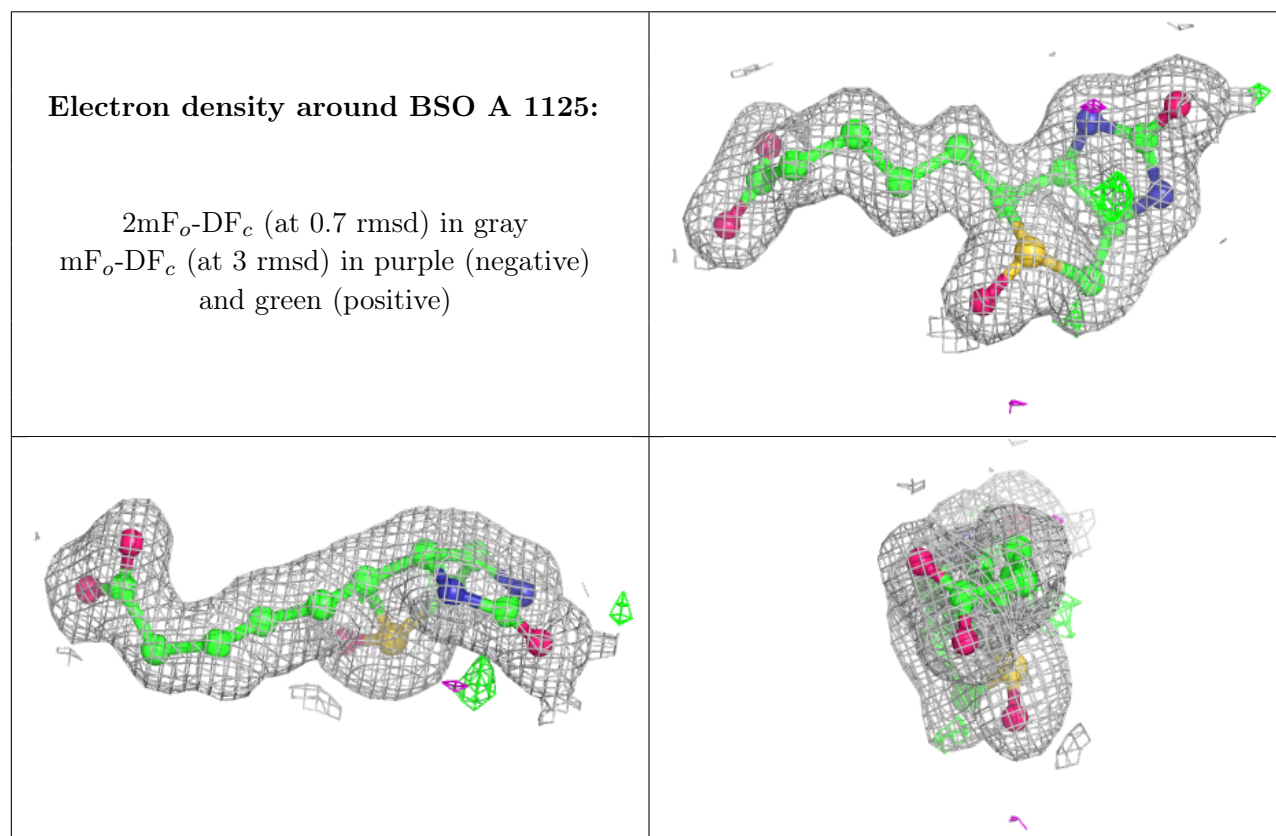 Electron density around BSO A 1125:
2mFo-DFc (at 0.7 rmsd) in gray
mFo-DFc (at 3 rmsd) in purple (negative)
and green (positive)